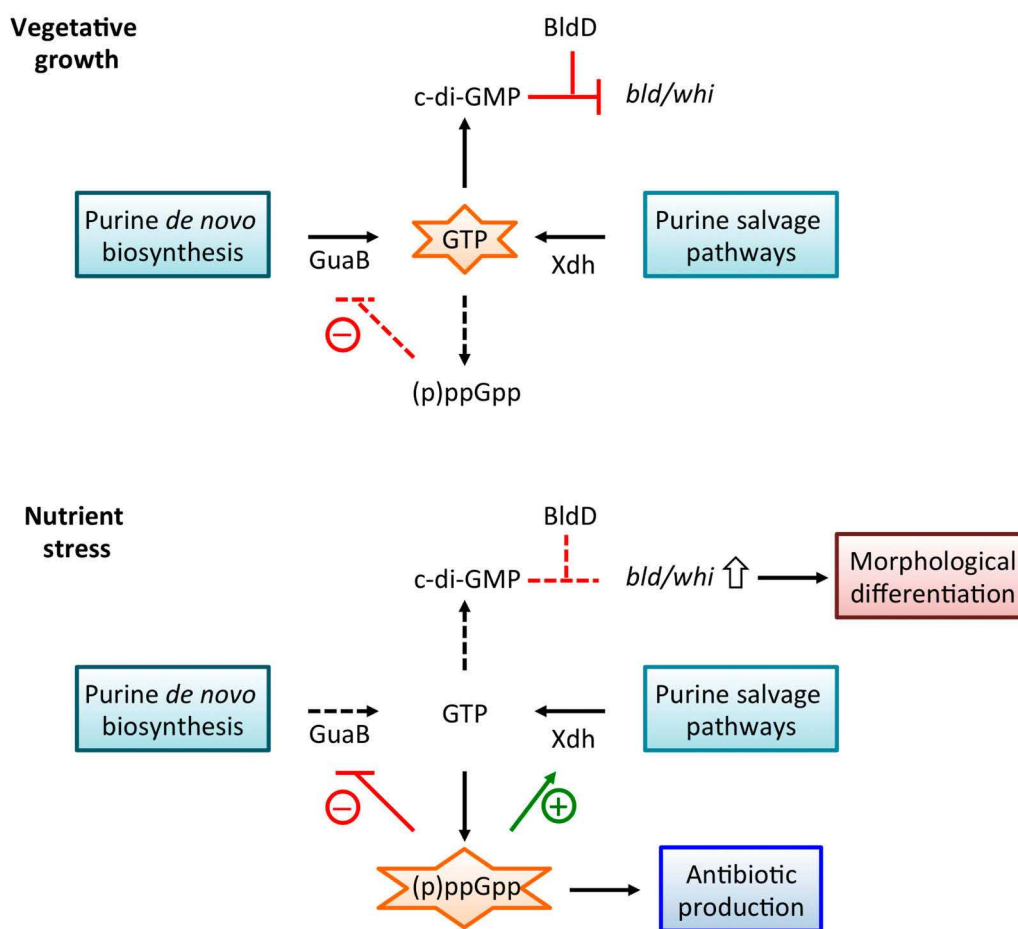 Vegetative
growth
BldD
c-di-GMP
bld/whi
Purine de novo
biosynthesis
GuaB
GTP
Xdh
Purine salvage
pathways
−
(p)ppGpp
Nutrient
stress
BldD
c-di-GMP
bld/whi
Morphological
differentiation
Purine de novo
biosynthesis
GuaB
GTP
Xdh
Purine salvage
pathways
−
+
(p)ppGpp
Antibiotic
production